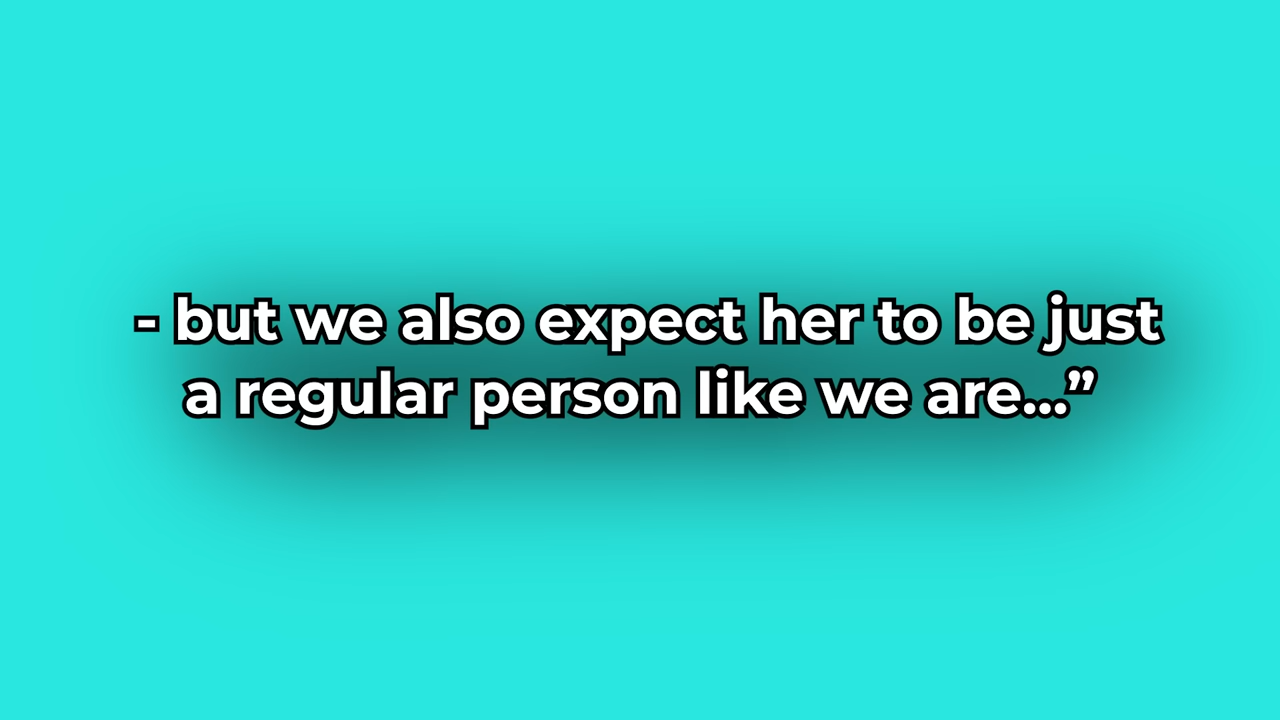 - but we also expect her to be just
a regular person like we are...”